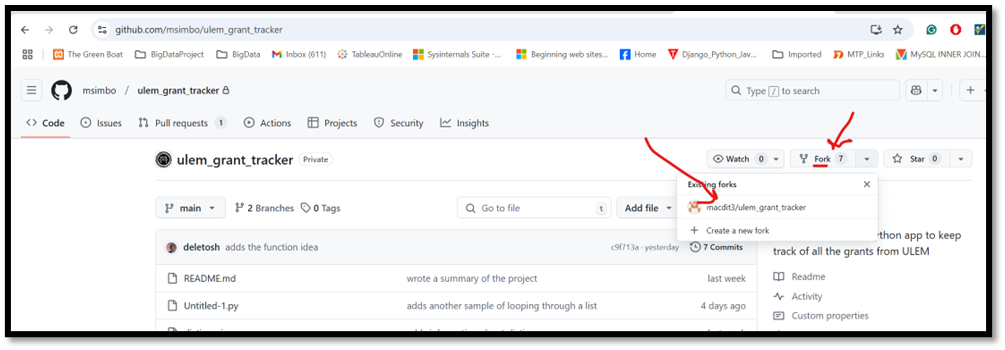 github.com/msimbo/ulem_grant_tracker
The Green Boat BigDataProject BigData Inbox (611) TableauOnline Sysinternals Suite -... Beginning web sites... Home Django_Python_Jav... Imported MTP_Links MySQL INNER JOIN...
msimbo / ulem_grant_tracker Type / to search
Code Issues Pull requests 1 Actions Projects Security Insights
ulem_grant_tracker Private Watch 0 Fork 7 Star 0
Existing forks
macdit3/ulem_grant_tracker
Create a new fork
main 2 Branches 0 Tags Go to file t Add file
deletosh adds the function idea c9f713a · yesterday 7 Commits
README.md wrote a summary of the project last week
Untitled-1.py adds another sample of looping through a list 4 days ago
ython app to keep
track of all the grants from ULEM
Readme
Activity
Custom properties